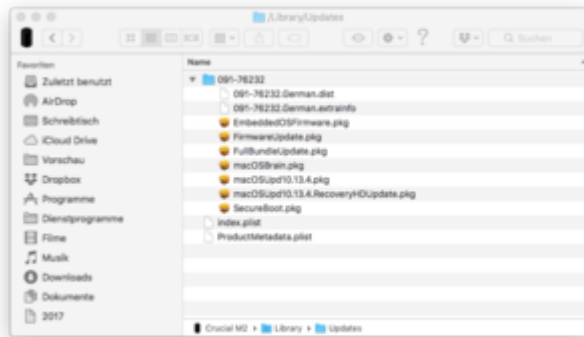 /Library/Updates
Suchen
Favoriten
Zuletzt benutzt
AirDrop
Schreibtisch
iCloud Drive
Vorschau
Dropbox
Programme
Dienstprogramme
Filme
Musik
Downloads
Dokumente
2017
Name
091-76232
091-76232.German.dist
091-76232.German.extrainfo
EmbeddedOSFirmware.pkg
FirmwareUpdate.pkg
FullBundleUpdate.pkg
macOSBrain.pkg
macOSUpd10.13.4.pkg
macOSUpd10.13.4.RecoveryHDUpdate.pkg
SecureBoot.pkg
index.plist
ProductMetadata.plist
Crucial M2 Library Updates